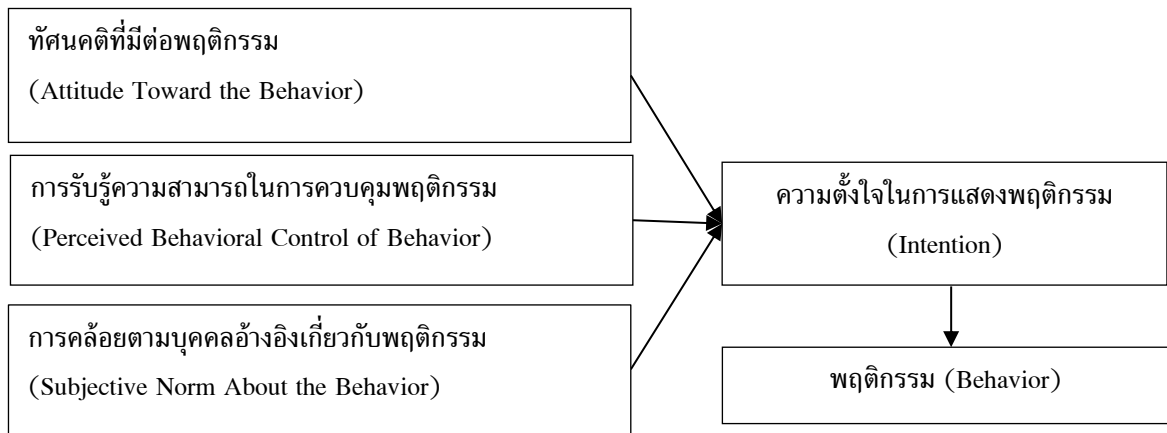 ทัศนคติที่มีต่อพฤติกรรม
(Attitude Toward the Behavior)
การรับรู้ความสามารถในการควบคุมพฤติกรรม
(Perceived Behavioral Control of Behavior)
การคล้อยตามบุคคลอ้างอิงเกี่ยวกับพฤติกรรม
(Subjective Norm About the Behavior)
ความตั้งใจในการแสดงพฤติกรรม
(Intention)
พฤติกรรม (Behavior)